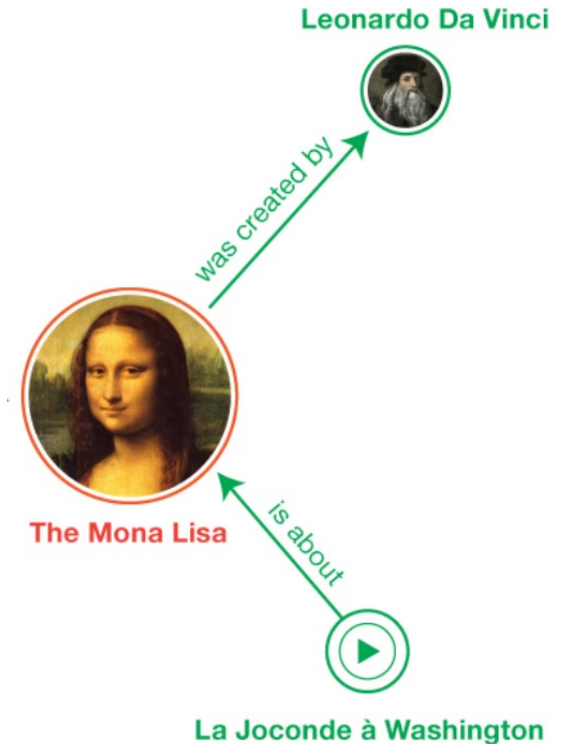 Leonardo Da Vinci
was created by
The Mona Lisa
is about
La Joconde à Washington